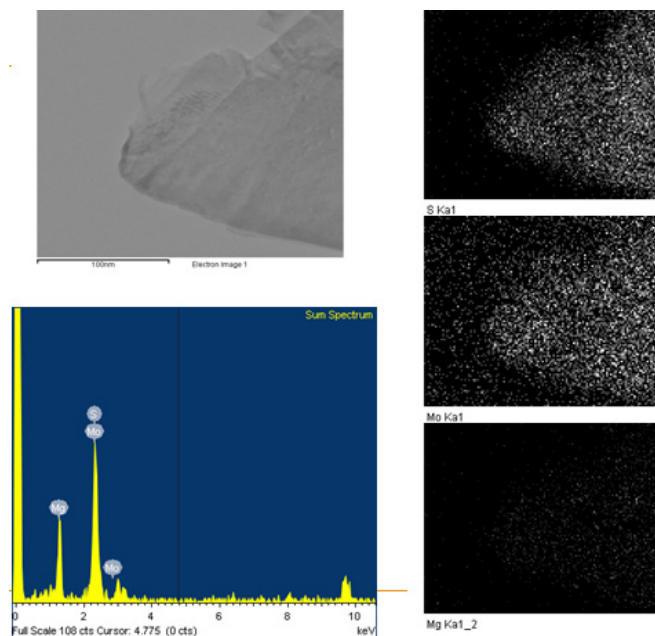 100nm
Electron Image 1
S Ka1
Mo Ka1
Mg Ka1_2
Sum Spectrum
S
Mo
Mg
Mo
0 2 4 6 8 10
Full Scale 108 cts Cursor: 4.775 (0 cts) keV